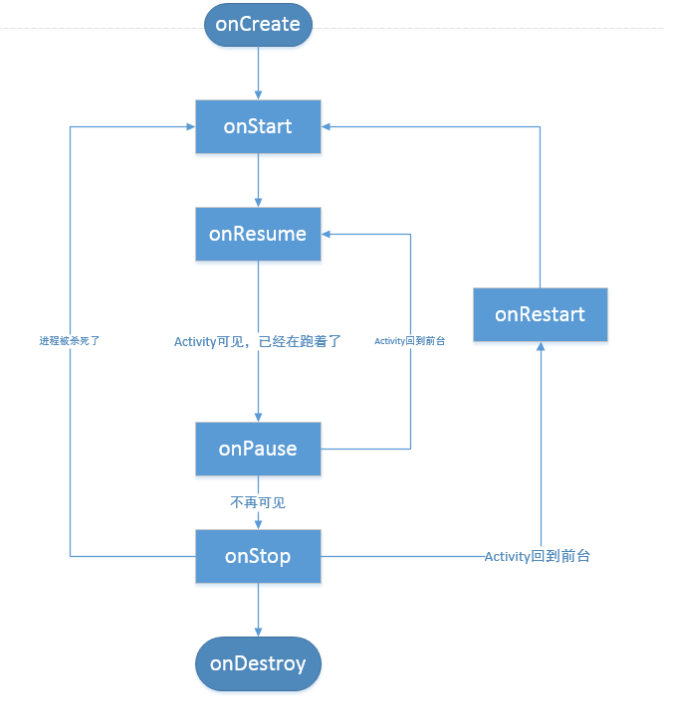 onCreate
onStart
onResume
onRestart
进程被杀死了
Activity可见，已经在跑着了
Activity回到前台
onPause
不再可见
onStop
Activity回到前台
onDestroy